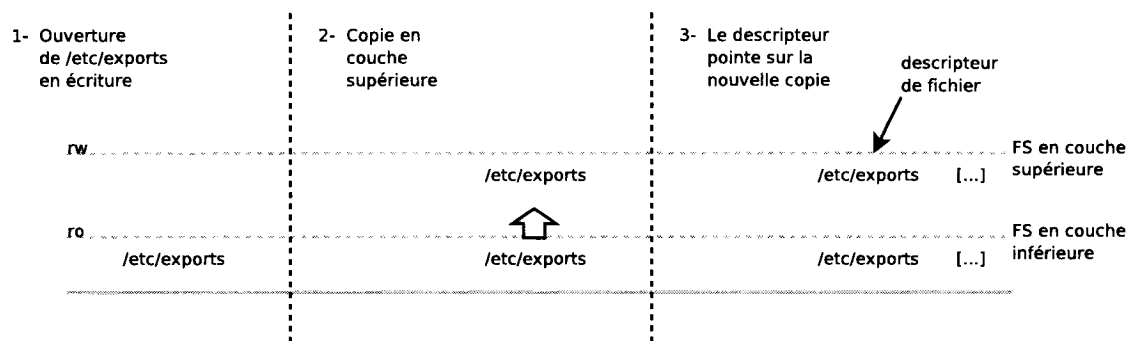 1- Ouverture
de /etc/exports
en écriture
2- Copie en
couche
supérieure
3- Le descripteur
pointe sur la
nouvelle copie
descripteur
de fichier
rw
FS en couche
supérieure
/etc/exports
/etc/exports [...]
ro
FS en couche
inférieure
/etc/exports
/etc/exports
/etc/exports [...]